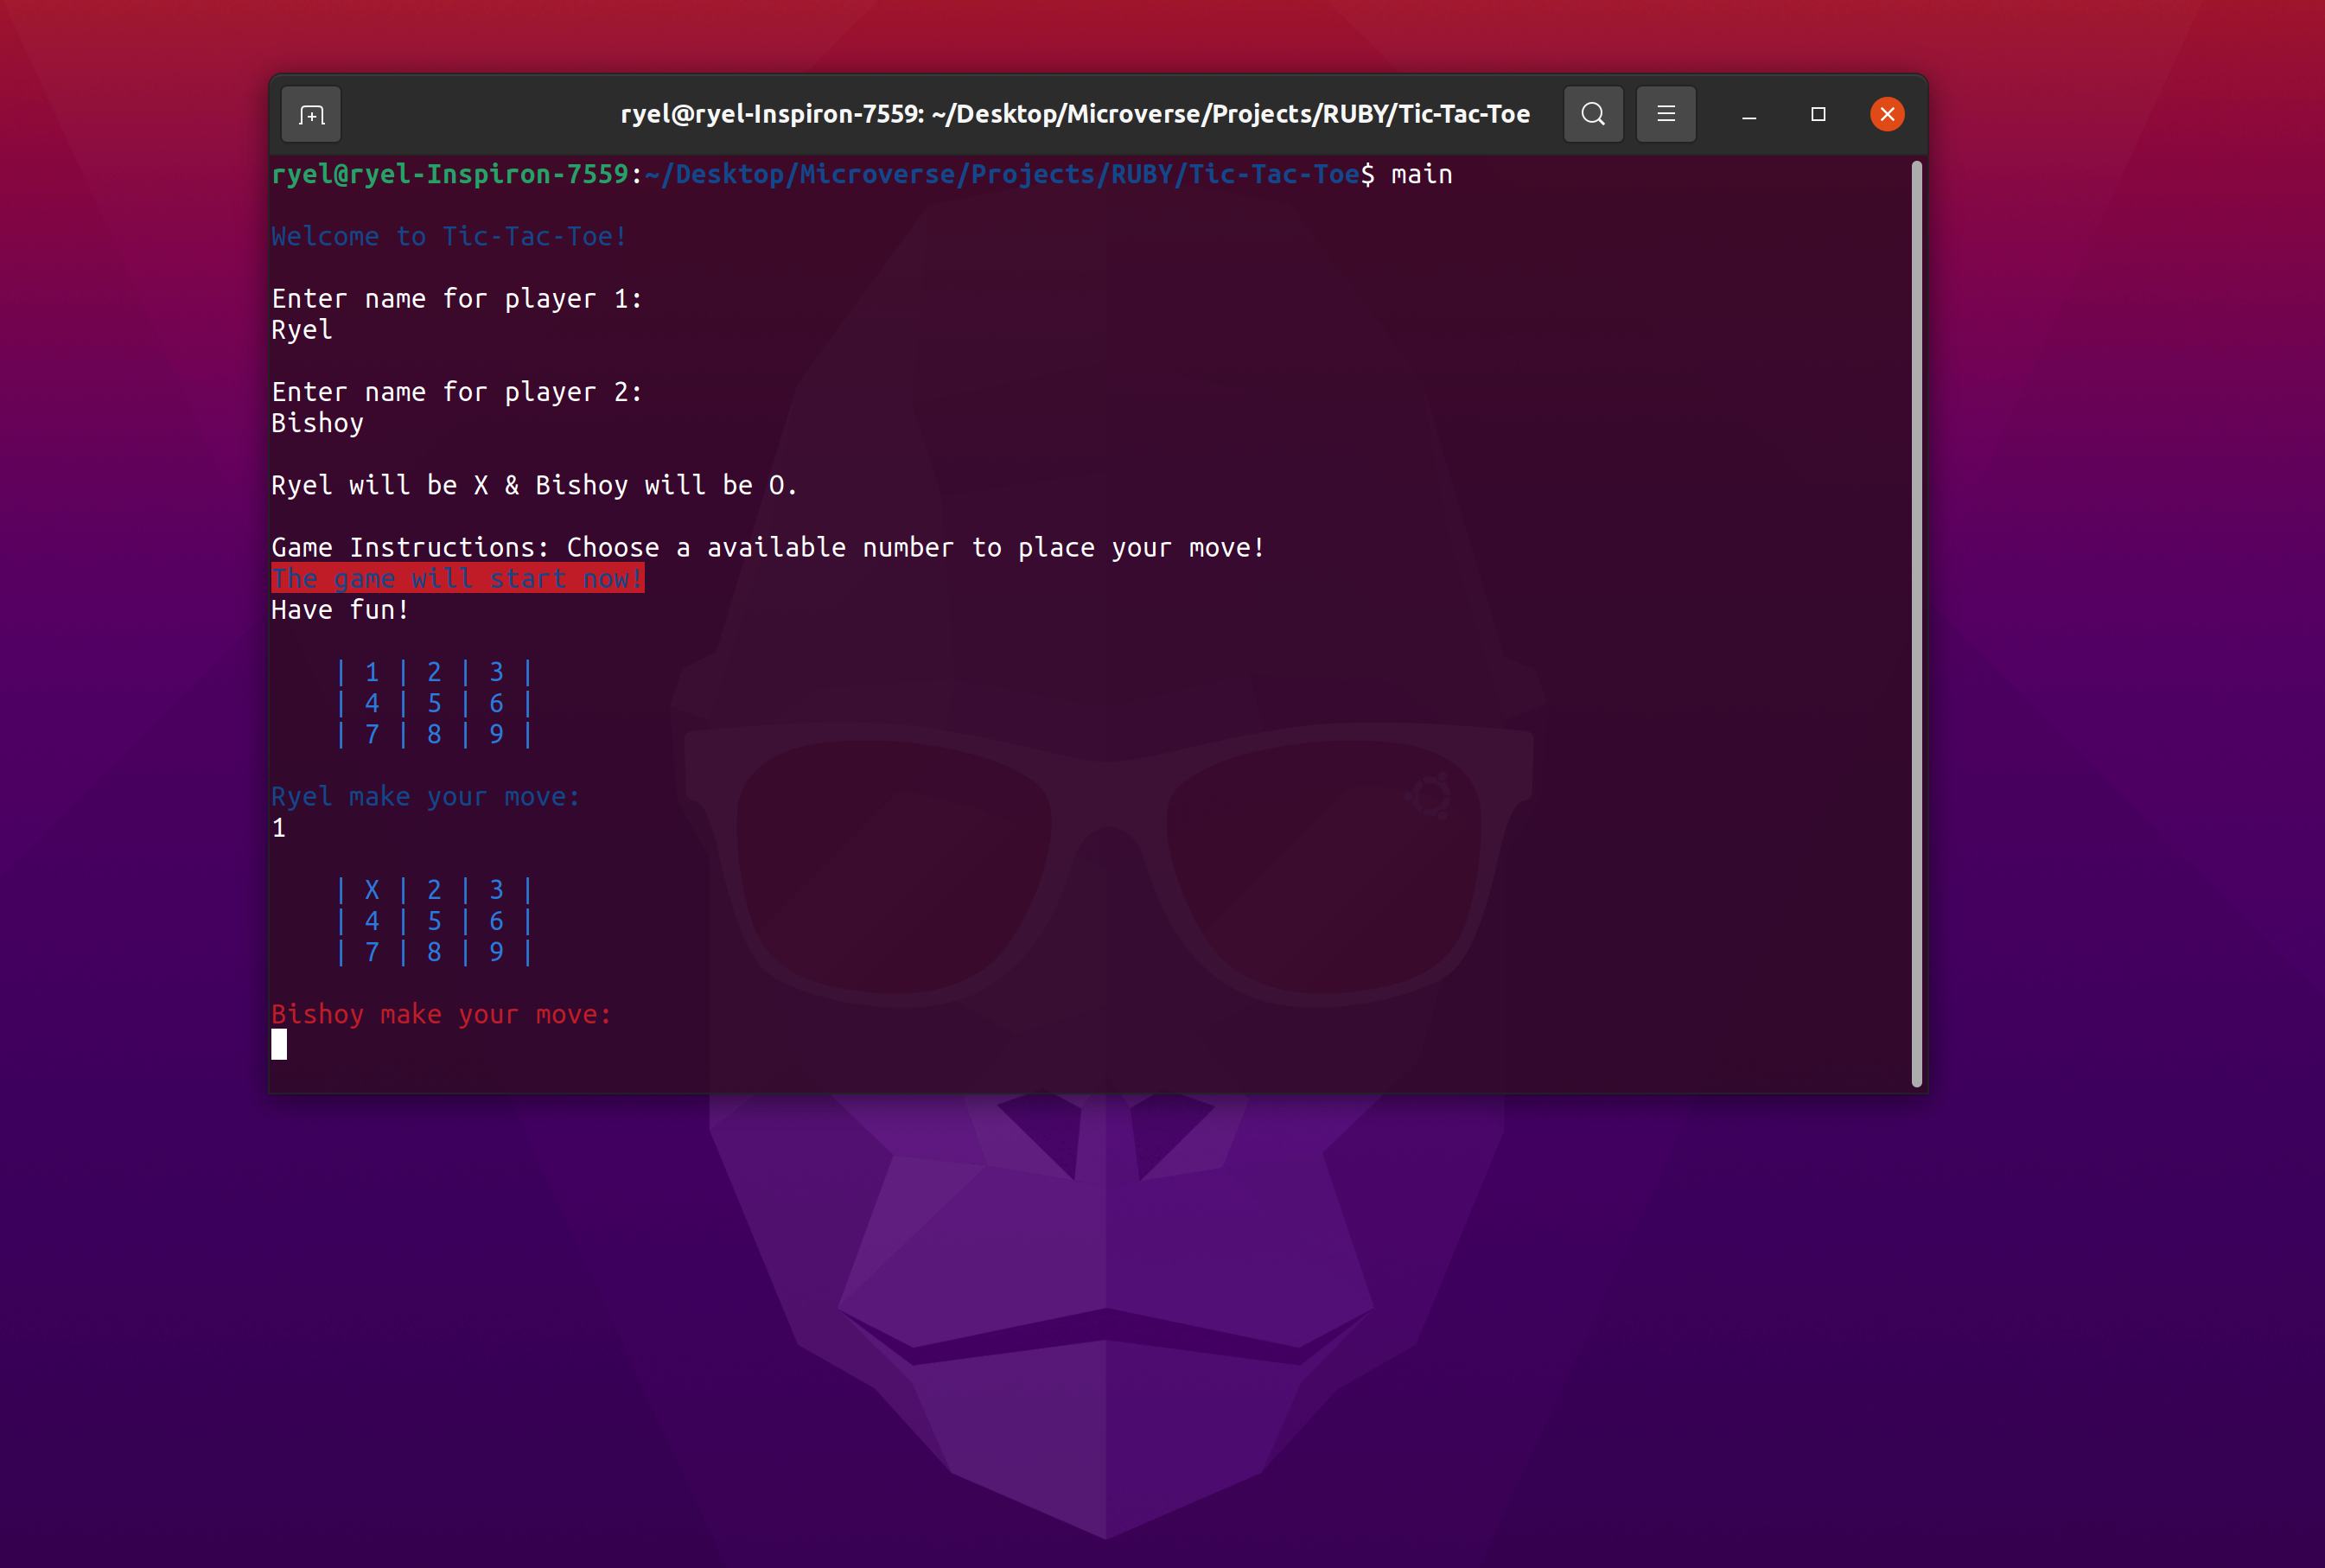 ryel@ryel-Inspiron-7559: ~/Desktop/Microverse/Projects/RUBY/Tic-Tac-Toe
ryel@ryel-Inspiron-7559:~/Desktop/Microverse/Projects/RUBY/Tic-Tac-Toe$ main
Welcome to Tic-Tac-Toe!
Enter name for player 1:
Ryel
Enter name for player 2:
Bishoy
Ryel will be X & Bishoy will be O.
Game Instructions: Choose a available number to place your move!
The game will start now!
Have fun!
| 1 | 2 | 3 |
| 4 | 5 | 6 |
| 7 | 8 | 9 |
Ryel make your move:
1
| X | 2 | 3 |
| 4 | 5 | 6 |
| 7 | 8 | 9 |
Bishoy make your move: